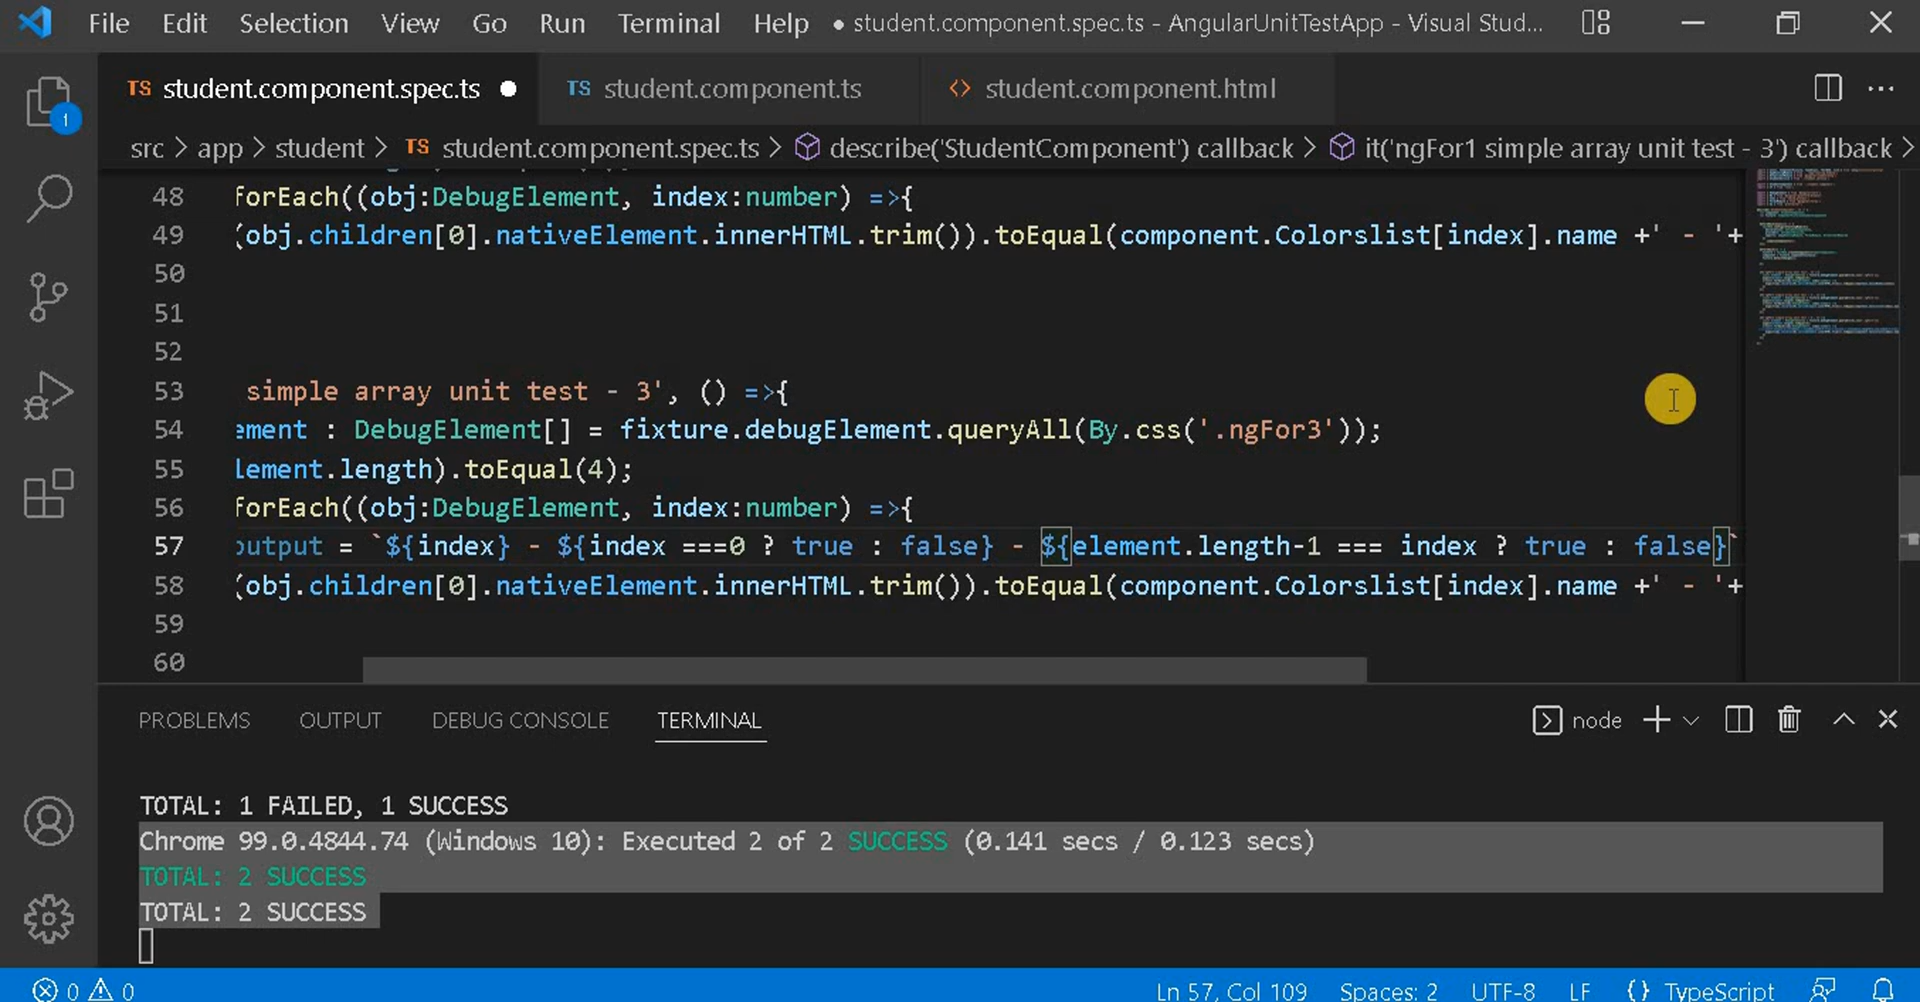 File Edit Selection View Go Run Terminal Help ● student.component.spec.ts - AngularUnitTestApp - Visual Stud...
TS student.component.spec.ts ● TS student.component.ts <> student.component.html ...
1
src > app > student > TS student.component.spec.ts > describe('StudentComponent') callback > it('ngFor1 simple array unit test - 3') callback >
48 forEach((obj:DebugElement, index:number) =>{
49 (obj.children[0].nativeElement.innerHTML.trim()).toEqual(component.Colorslist[index].name +' - '+
50
51
52
53 simple array unit test - 3', () =>{
54 ement : DebugElement[] = fixture.debugElement.queryAll(By.css('.ngFor3'));
55 lement.length).toEqual(4);
56 forEach((obj:DebugElement, index:number) =>{
57 output = `${index} - ${index ===0 ? true : false} - ${element.length-1 === index ? true : false}`
58 (obj.children[0].nativeElement.innerHTML.trim()).toEqual(component.Colorslist[index].name +' - '+
59
60
PROBLEMS OUTPUT DEBUG CONSOLE TERMINAL node
TOTAL: 1 FAILED, 1 SUCCESS
Chrome 99.0.4844.74 (Windows 10): Executed 2 of 2 SUCCESS (0.141 secs / 0.123 secs)
TOTAL: 2 SUCCESS
TOTAL: 2 SUCCESS
0 0 Ln 57, Col 109 Spaces: 2 UTF-8 LF {} TypeScript